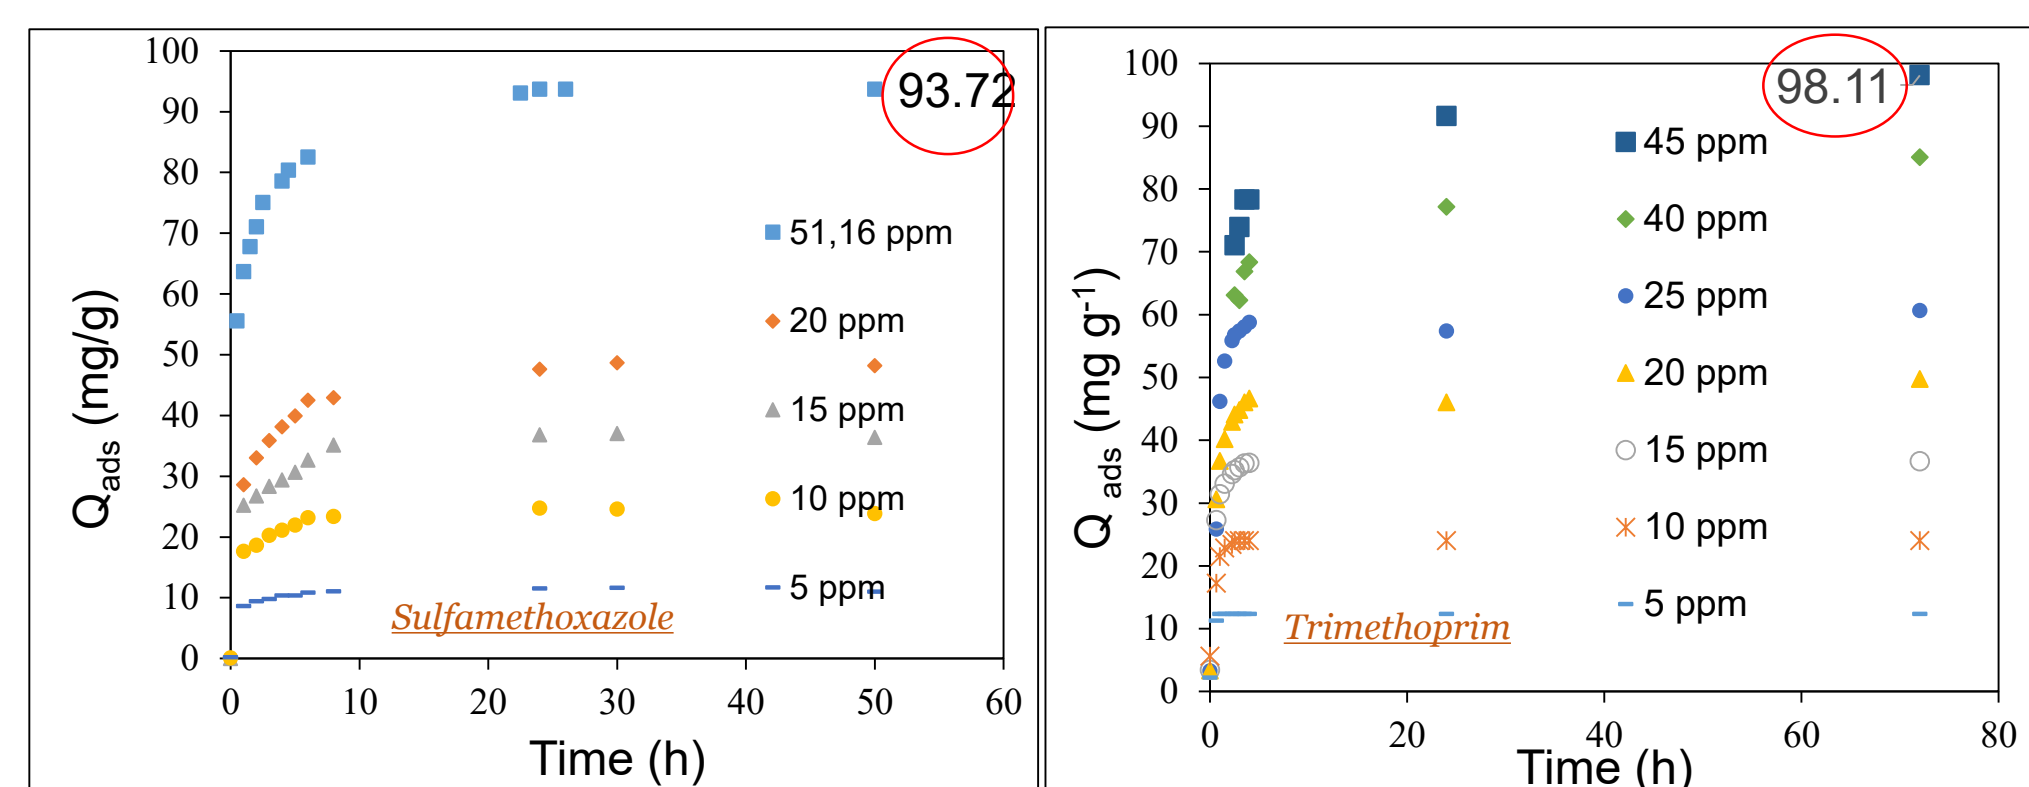 100
90
80
70
60
50
40
30
20
10
0
0 10 20 30 40 50 60
Q_ads (mg/g)
Time (h)
93.72
51,16 ppm
20 ppm
15 ppm
10 ppm
5 ppm
Sulfamethoxazole
100
90
80
70
60
50
40
30
20
10
0
0 20 40 60 80
Q ads (mg g-1)
Time (h)
98.11
45 ppm
40 ppm
25 ppm
20 ppm
15 ppm
10 ppm
5 ppm
Trimethoprim